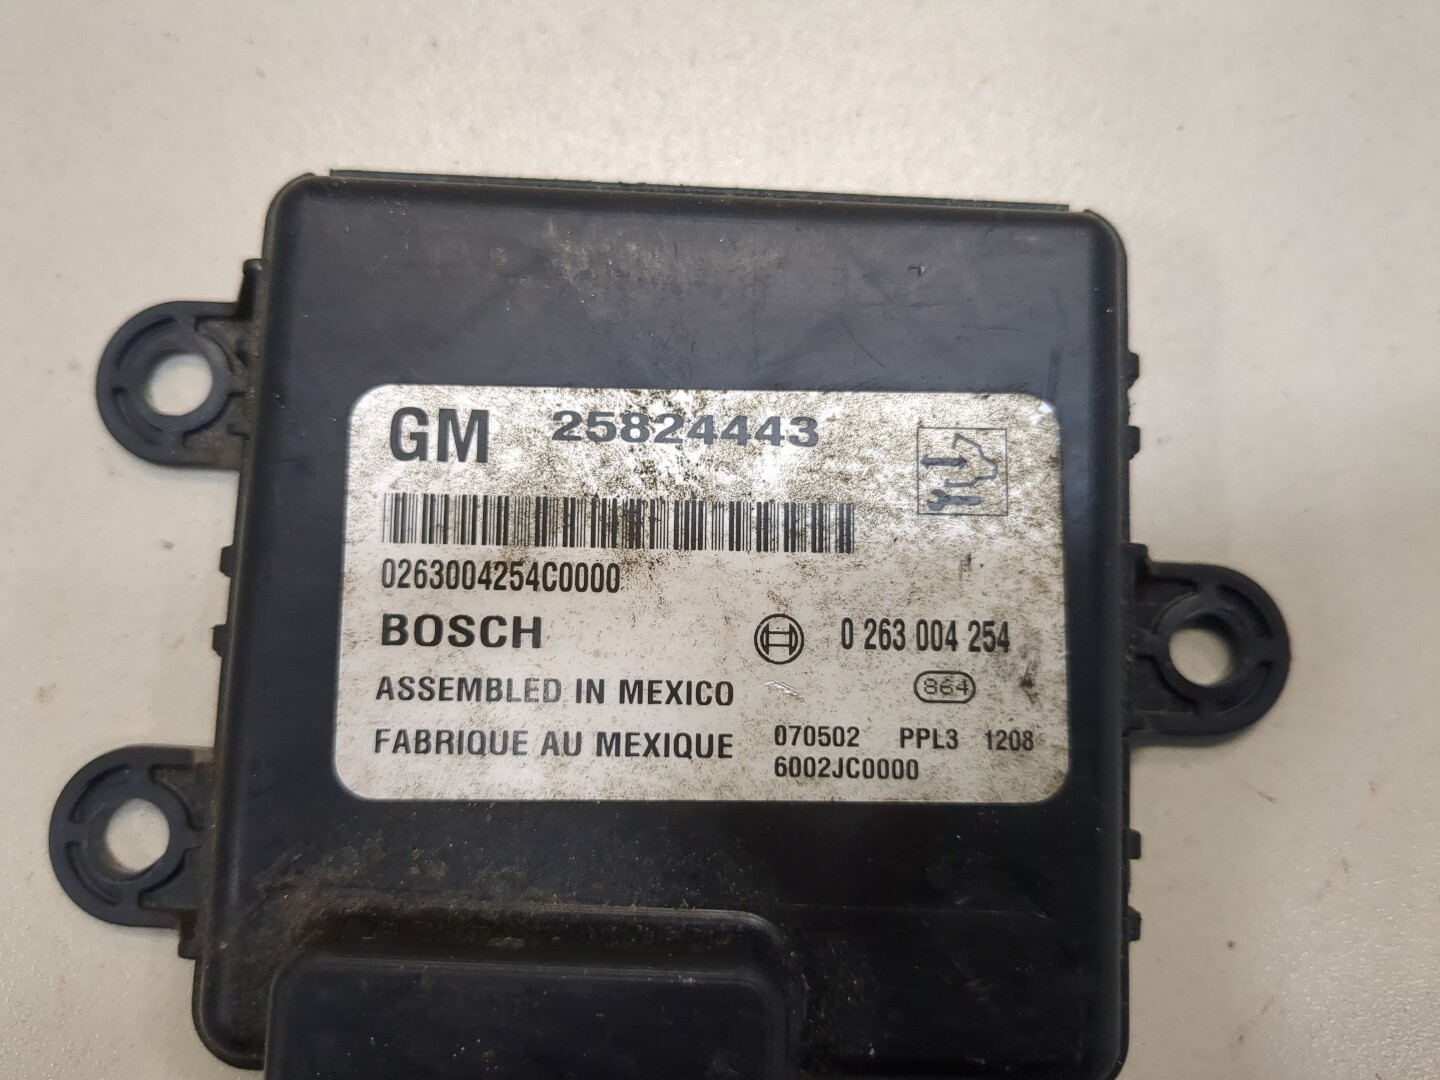 GM 25824443
0263004254C0000
BOSCH 0 263 004 254
ASSEMBLED IN MEXICO 864
FABRIQUE AU MEXIQUE 070502 PPL3 1208
6002JC0000